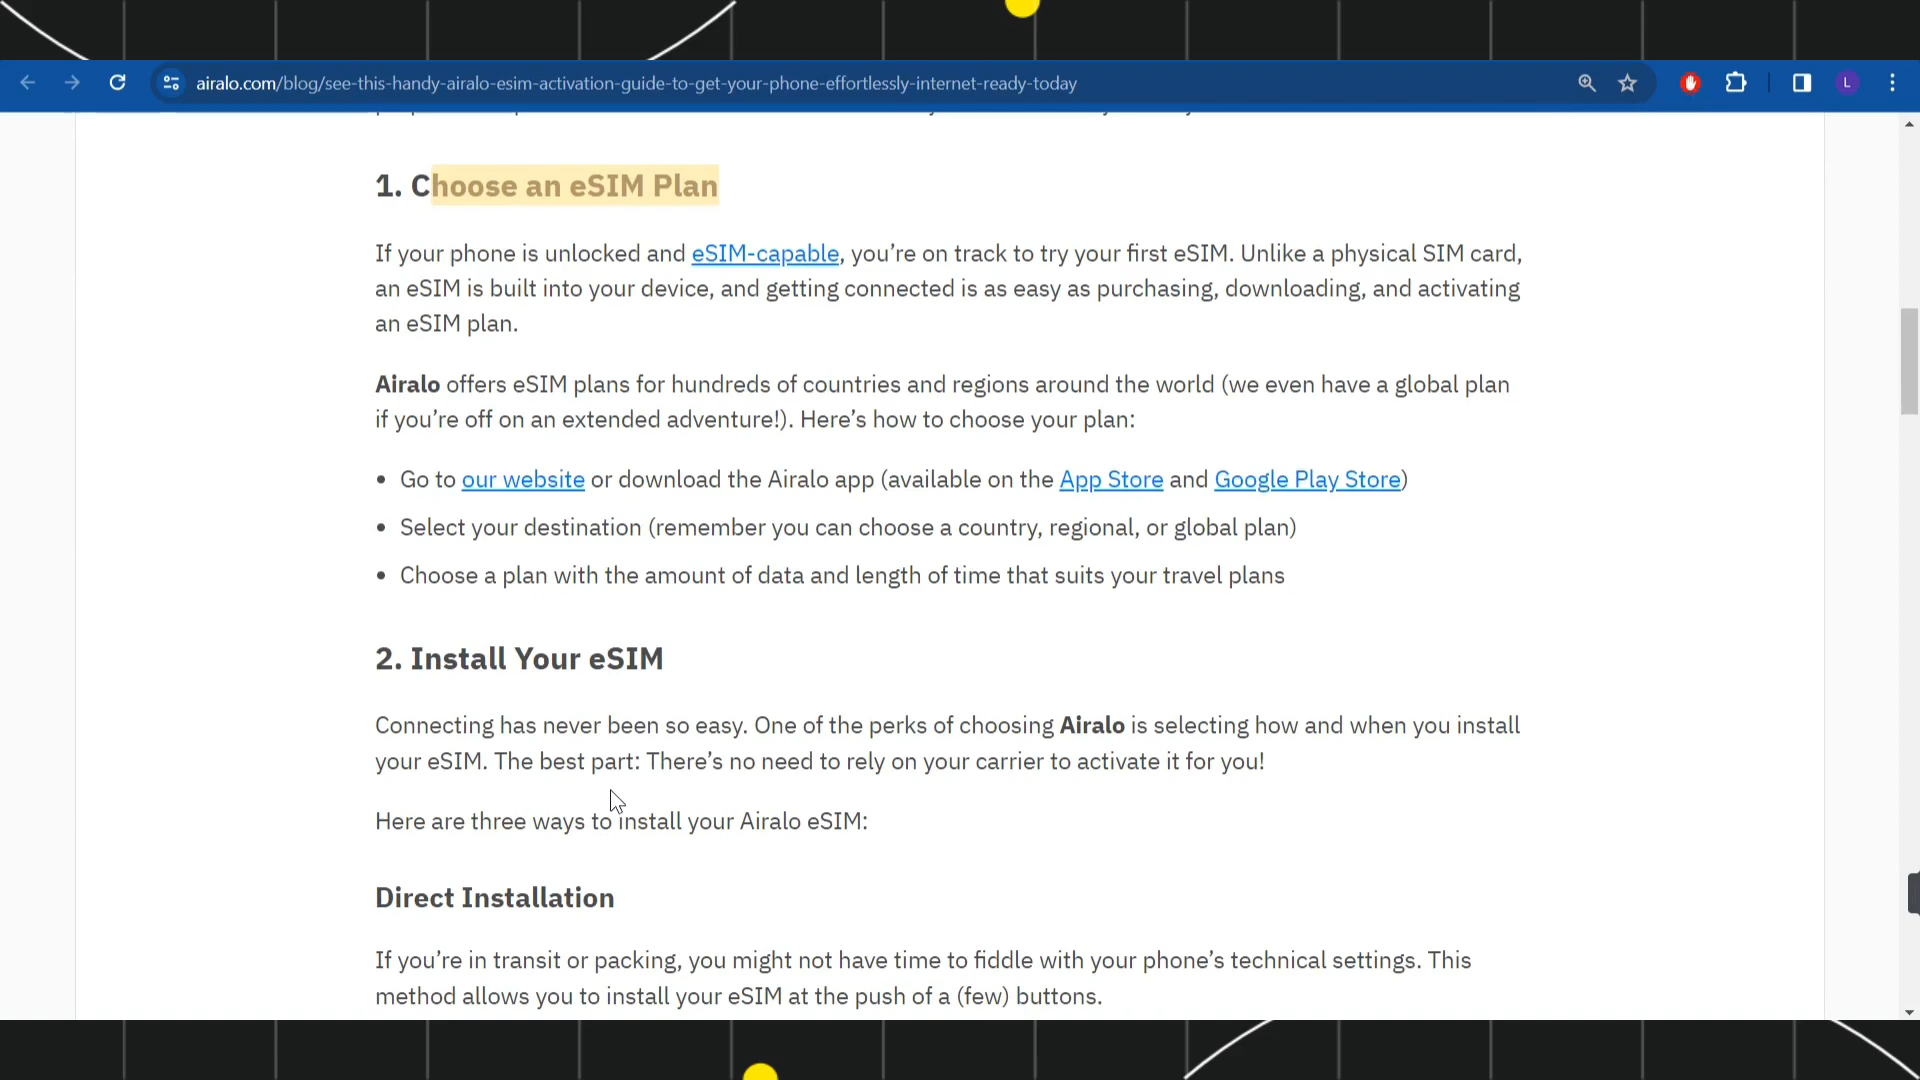 airalo.com/blog/see-this-handy-airalo-esim-activation-guide-to-get-your-phone-effortlessly-internet-ready-today
L
1. Choose an eSIM Plan
If your phone is unlocked and eSIM-capable, you’re on track to try your first eSIM. Unlike a physical SIM card,
an eSIM is built into your device, and getting connected is as easy as purchasing, downloading, and activating
an eSIM plan.
Airalo offers eSIM plans for hundreds of countries and regions around the world (we even have a global plan
if you’re off on an extended adventure!). Here’s how to choose your plan:
• Go to our website or download the Airalo app (available on the App Store and Google Play Store)
• Select your destination (remember you can choose a country, regional, or global plan)
• Choose a plan with the amount of data and length of time that suits your travel plans
2. Install Your eSIM
Connecting has never been so easy. One of the perks of choosing Airalo is selecting how and when you install
your eSIM. The best part: There’s no need to rely on your carrier to activate it for you!
Here are three ways to install your Airalo eSIM:
Direct Installation
If you’re in transit or packing, you might not have time to fiddle with your phone’s technical settings. This
method allows you to install your eSIM at the push of a (few) buttons.